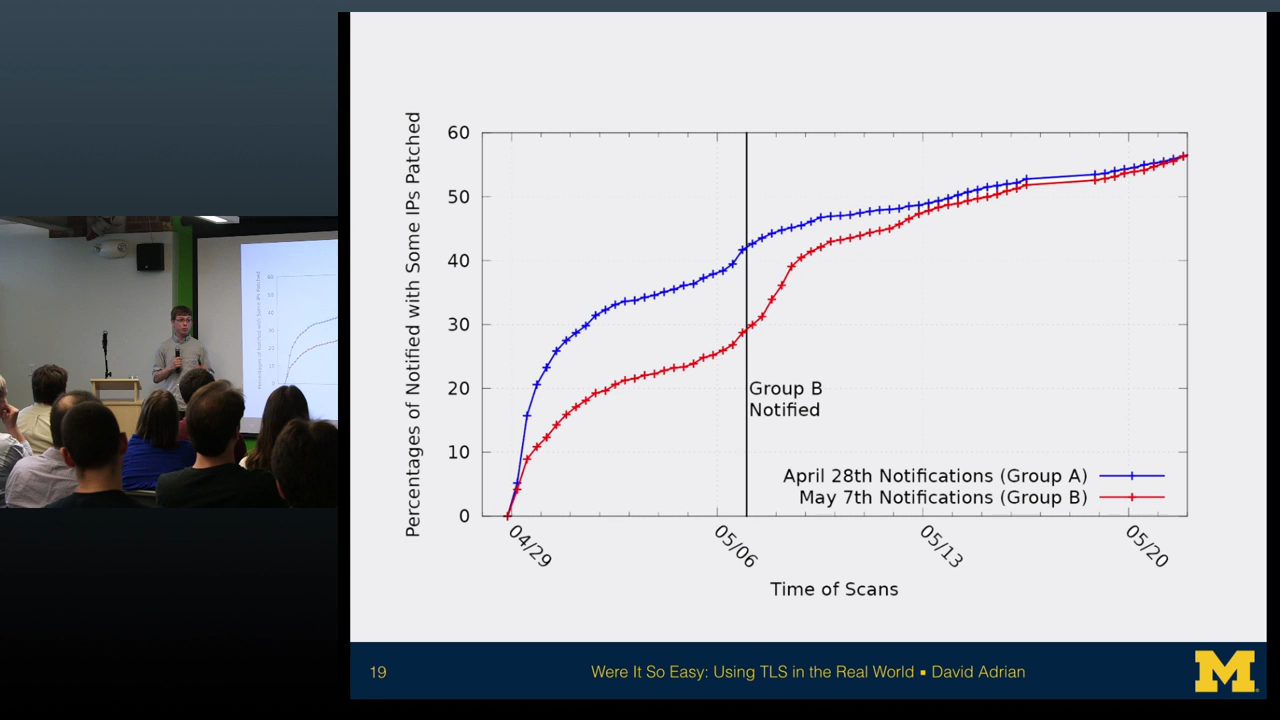 Percentages of Notified with Some IPs Patched
60
50
40
30
20
10
0
Group B
Notified
April 28th Notifications (Group A)
May 7th Notifications (Group B)
04/29
05/06
05/13
05/20
Time of Scans
19
Were It So Easy: Using TLS in the Real World ▪ David Adrian
M